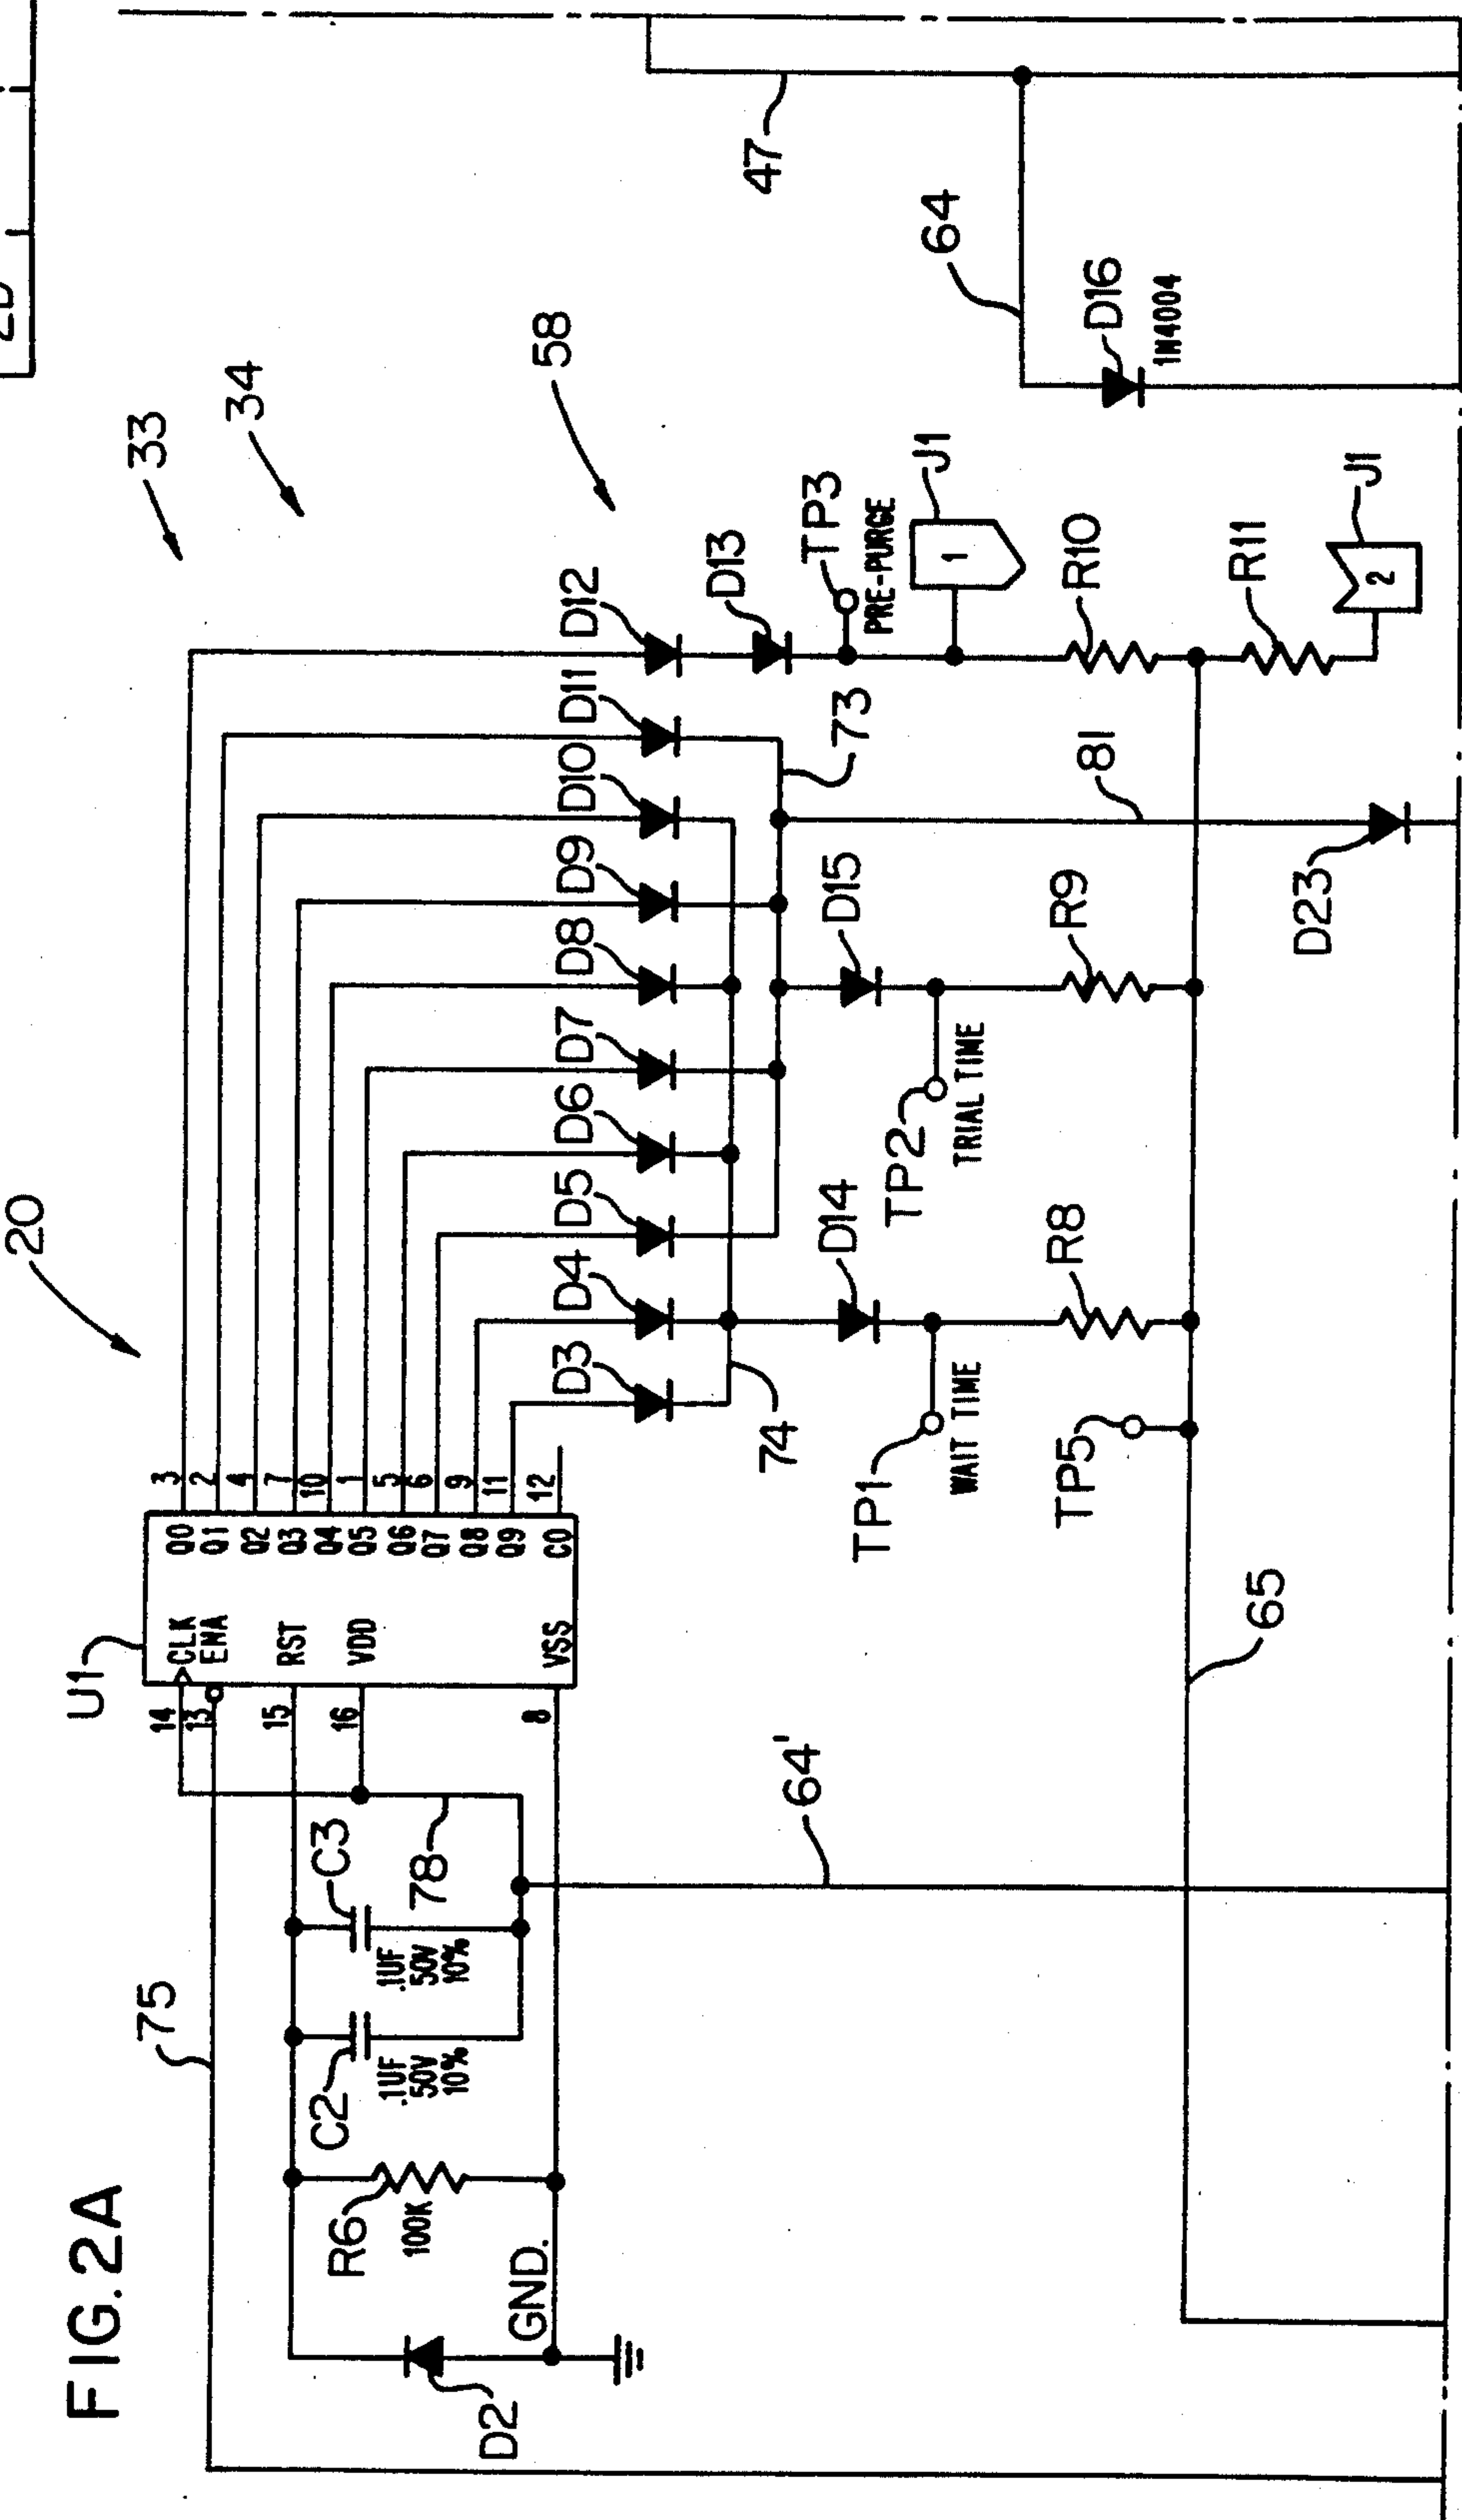 FIG. 2A
20
33
34
58
75
U1
14
13
15
16
8
CLK
ENA
RST
VDD
VSS
Q0
Q1
Q2
Q3
Q4
Q5
Q6
Q7
Q8
Q9
CO
3
2
4
7
10
1
5
6
9
11
12
D2
GND.
R6
100K
C2
.1UF
50V
10%
C3
.1UF
50V
10%
78
64'
D3
D4
D5
D6
D7
D8
D9
D10
D11
D12
D13
74
73
TP1
WAIT TIME
D14
TP2
TRIAL TIME
D15
TP3
PRE-PURGE
J1
1
TP5
R8
R9
R10
R11
J1
2
65
81
D23
47
64
D16
1N4004